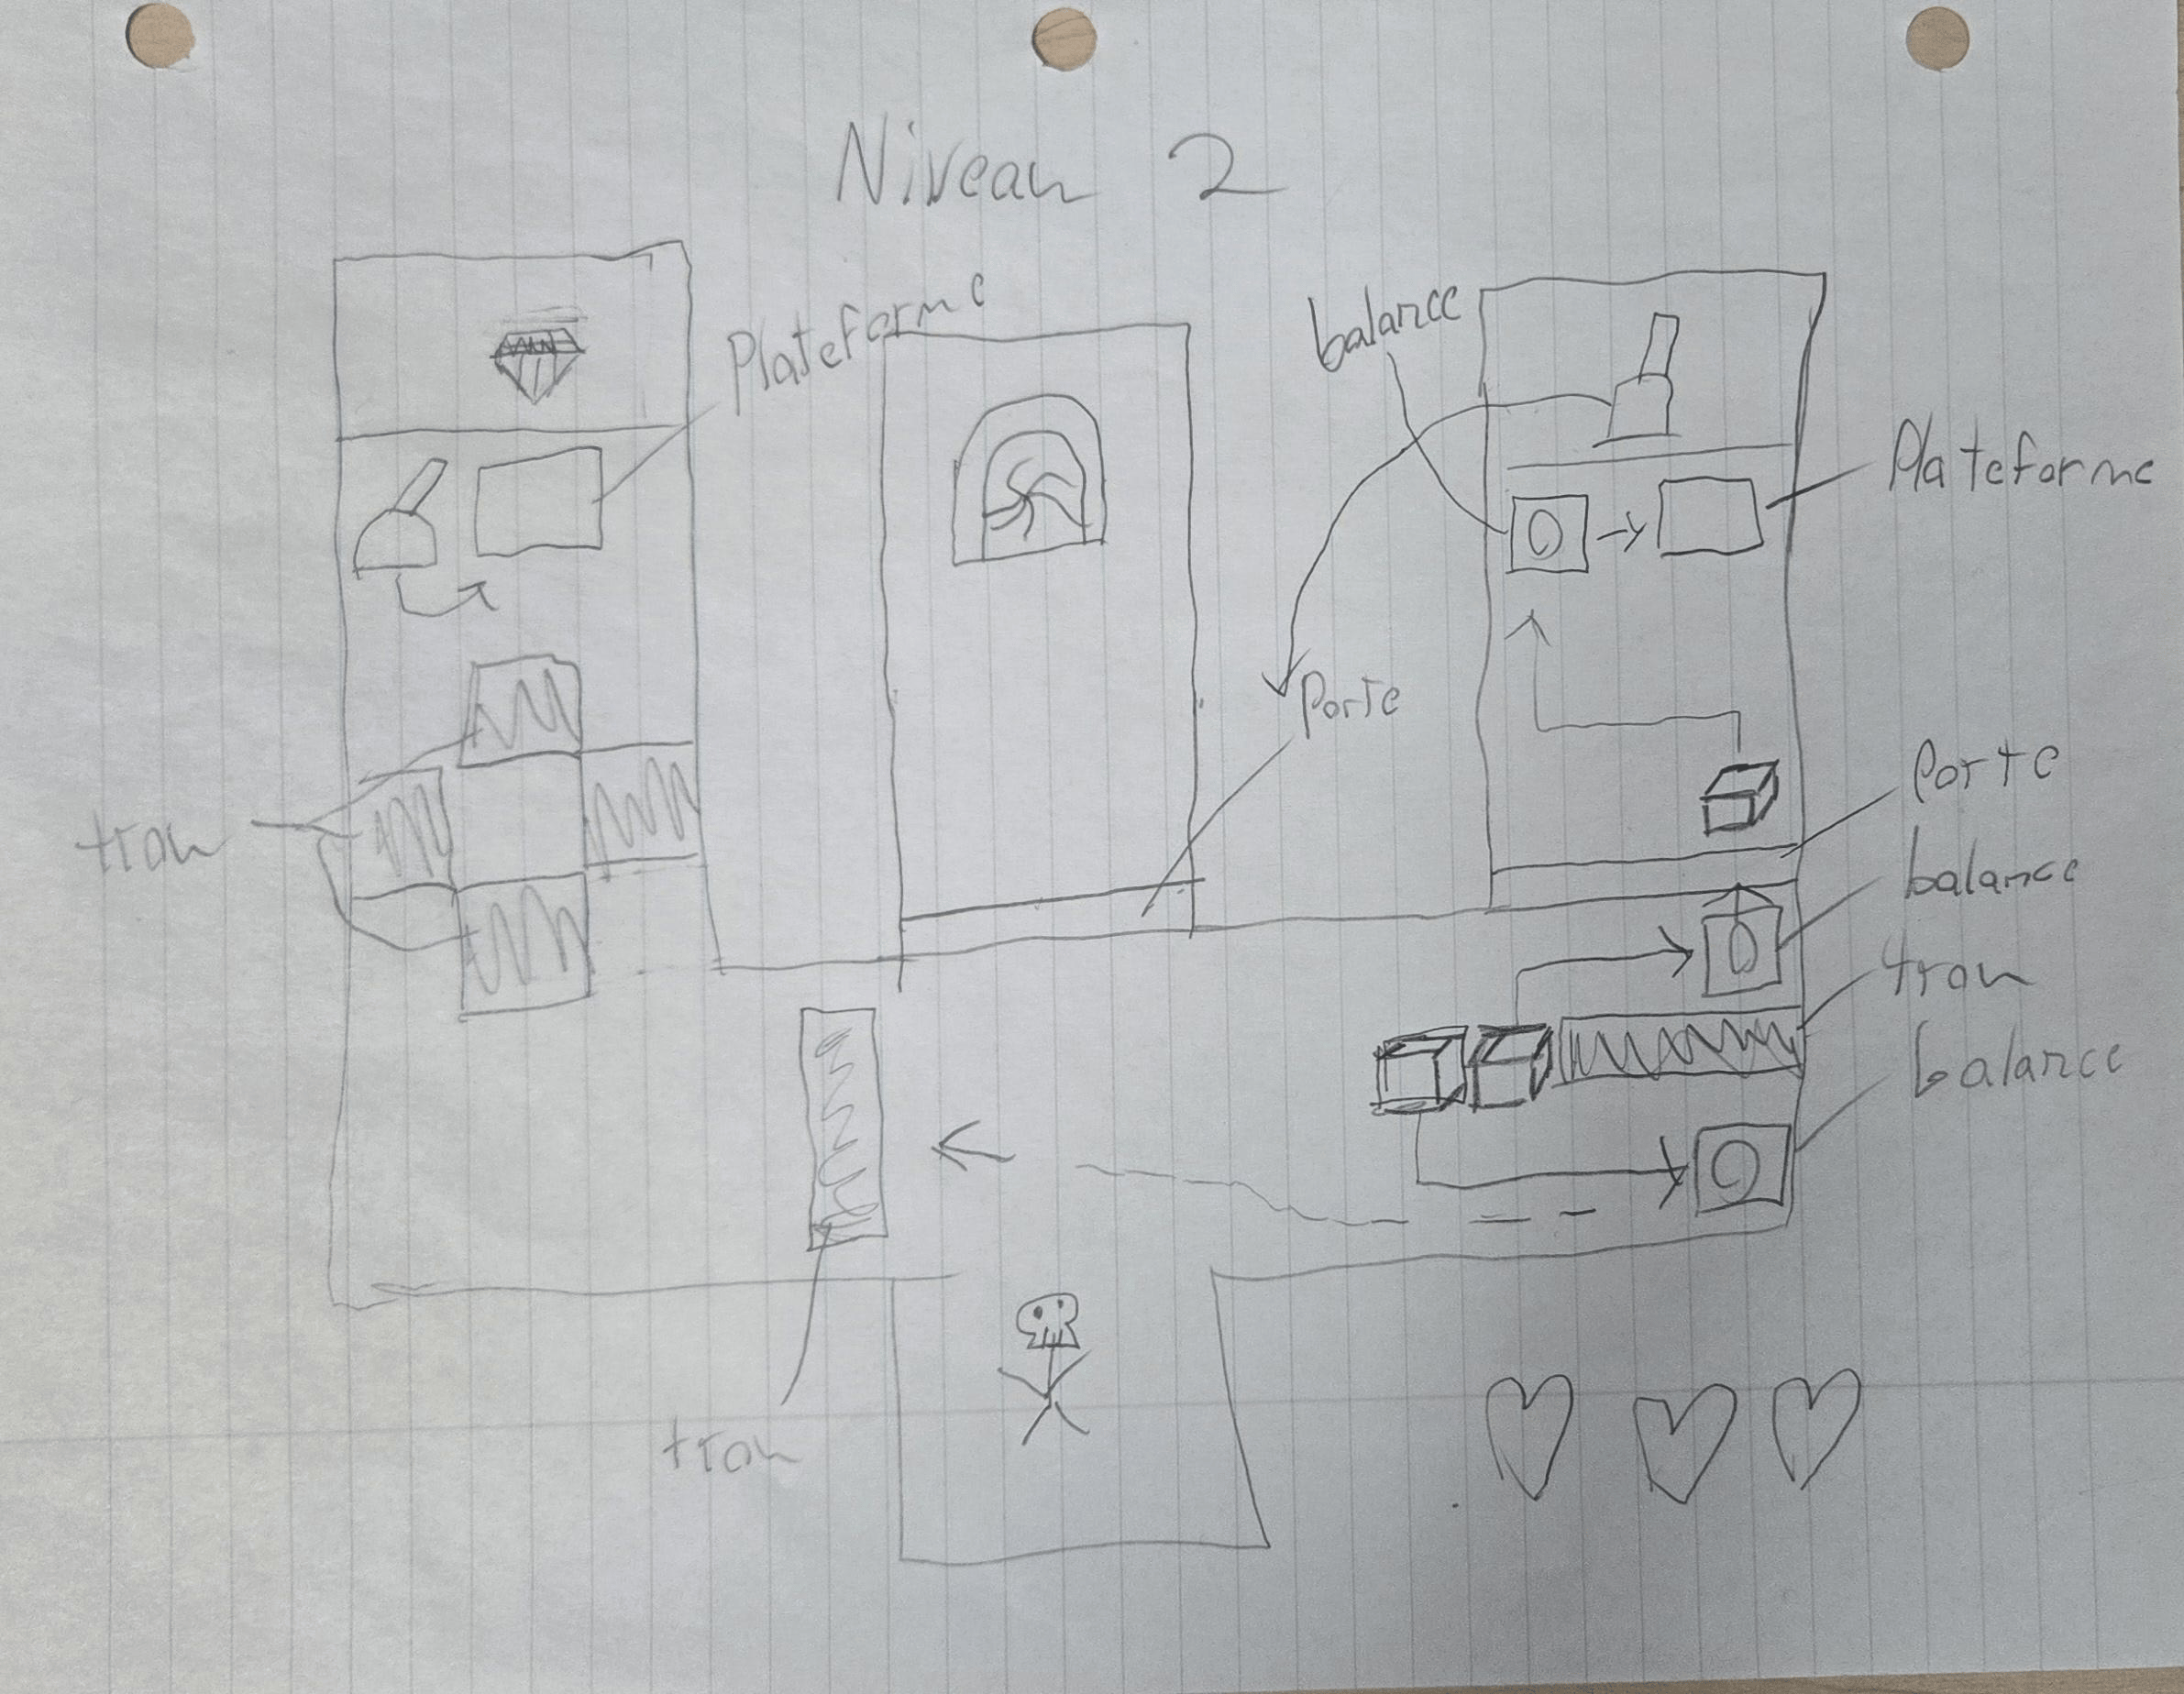 Niveau 2
Plateforme
balance
Plateforme
Porte
Porte
trou
balance
trou
balance
trou